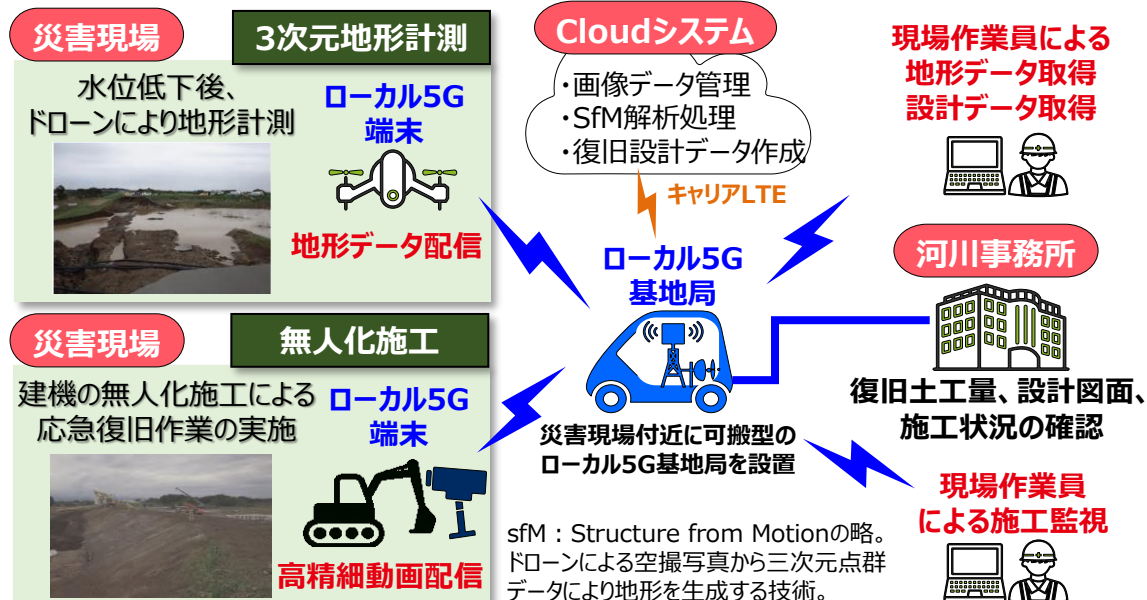 災害現場
3次元地形計測
水位低下後、
ドローンにより地形計測
ローカル5G
端末
地形データ配信
Cloudシステム
・画像データ管理
・SfM解析処理
・復旧設計データ作成
キャリアLTE
現場作業員による
地形データ取得
設計データ取得
ローカル5G
基地局
災害現場付近に可搬型の
ローカル5G基地局を設置
河川事務所
復旧土工量、設計図面、
施工状況の確認
災害現場
無人化施工
建機の無人化施工による
応急復旧作業の実施
ローカル5G
端末
高精細動画配信
現場作業員
による施工監視
sfM：Structure from Motionの略。
ドローンによる空撮写真から三次元点群
データにより地形を生成する技術。